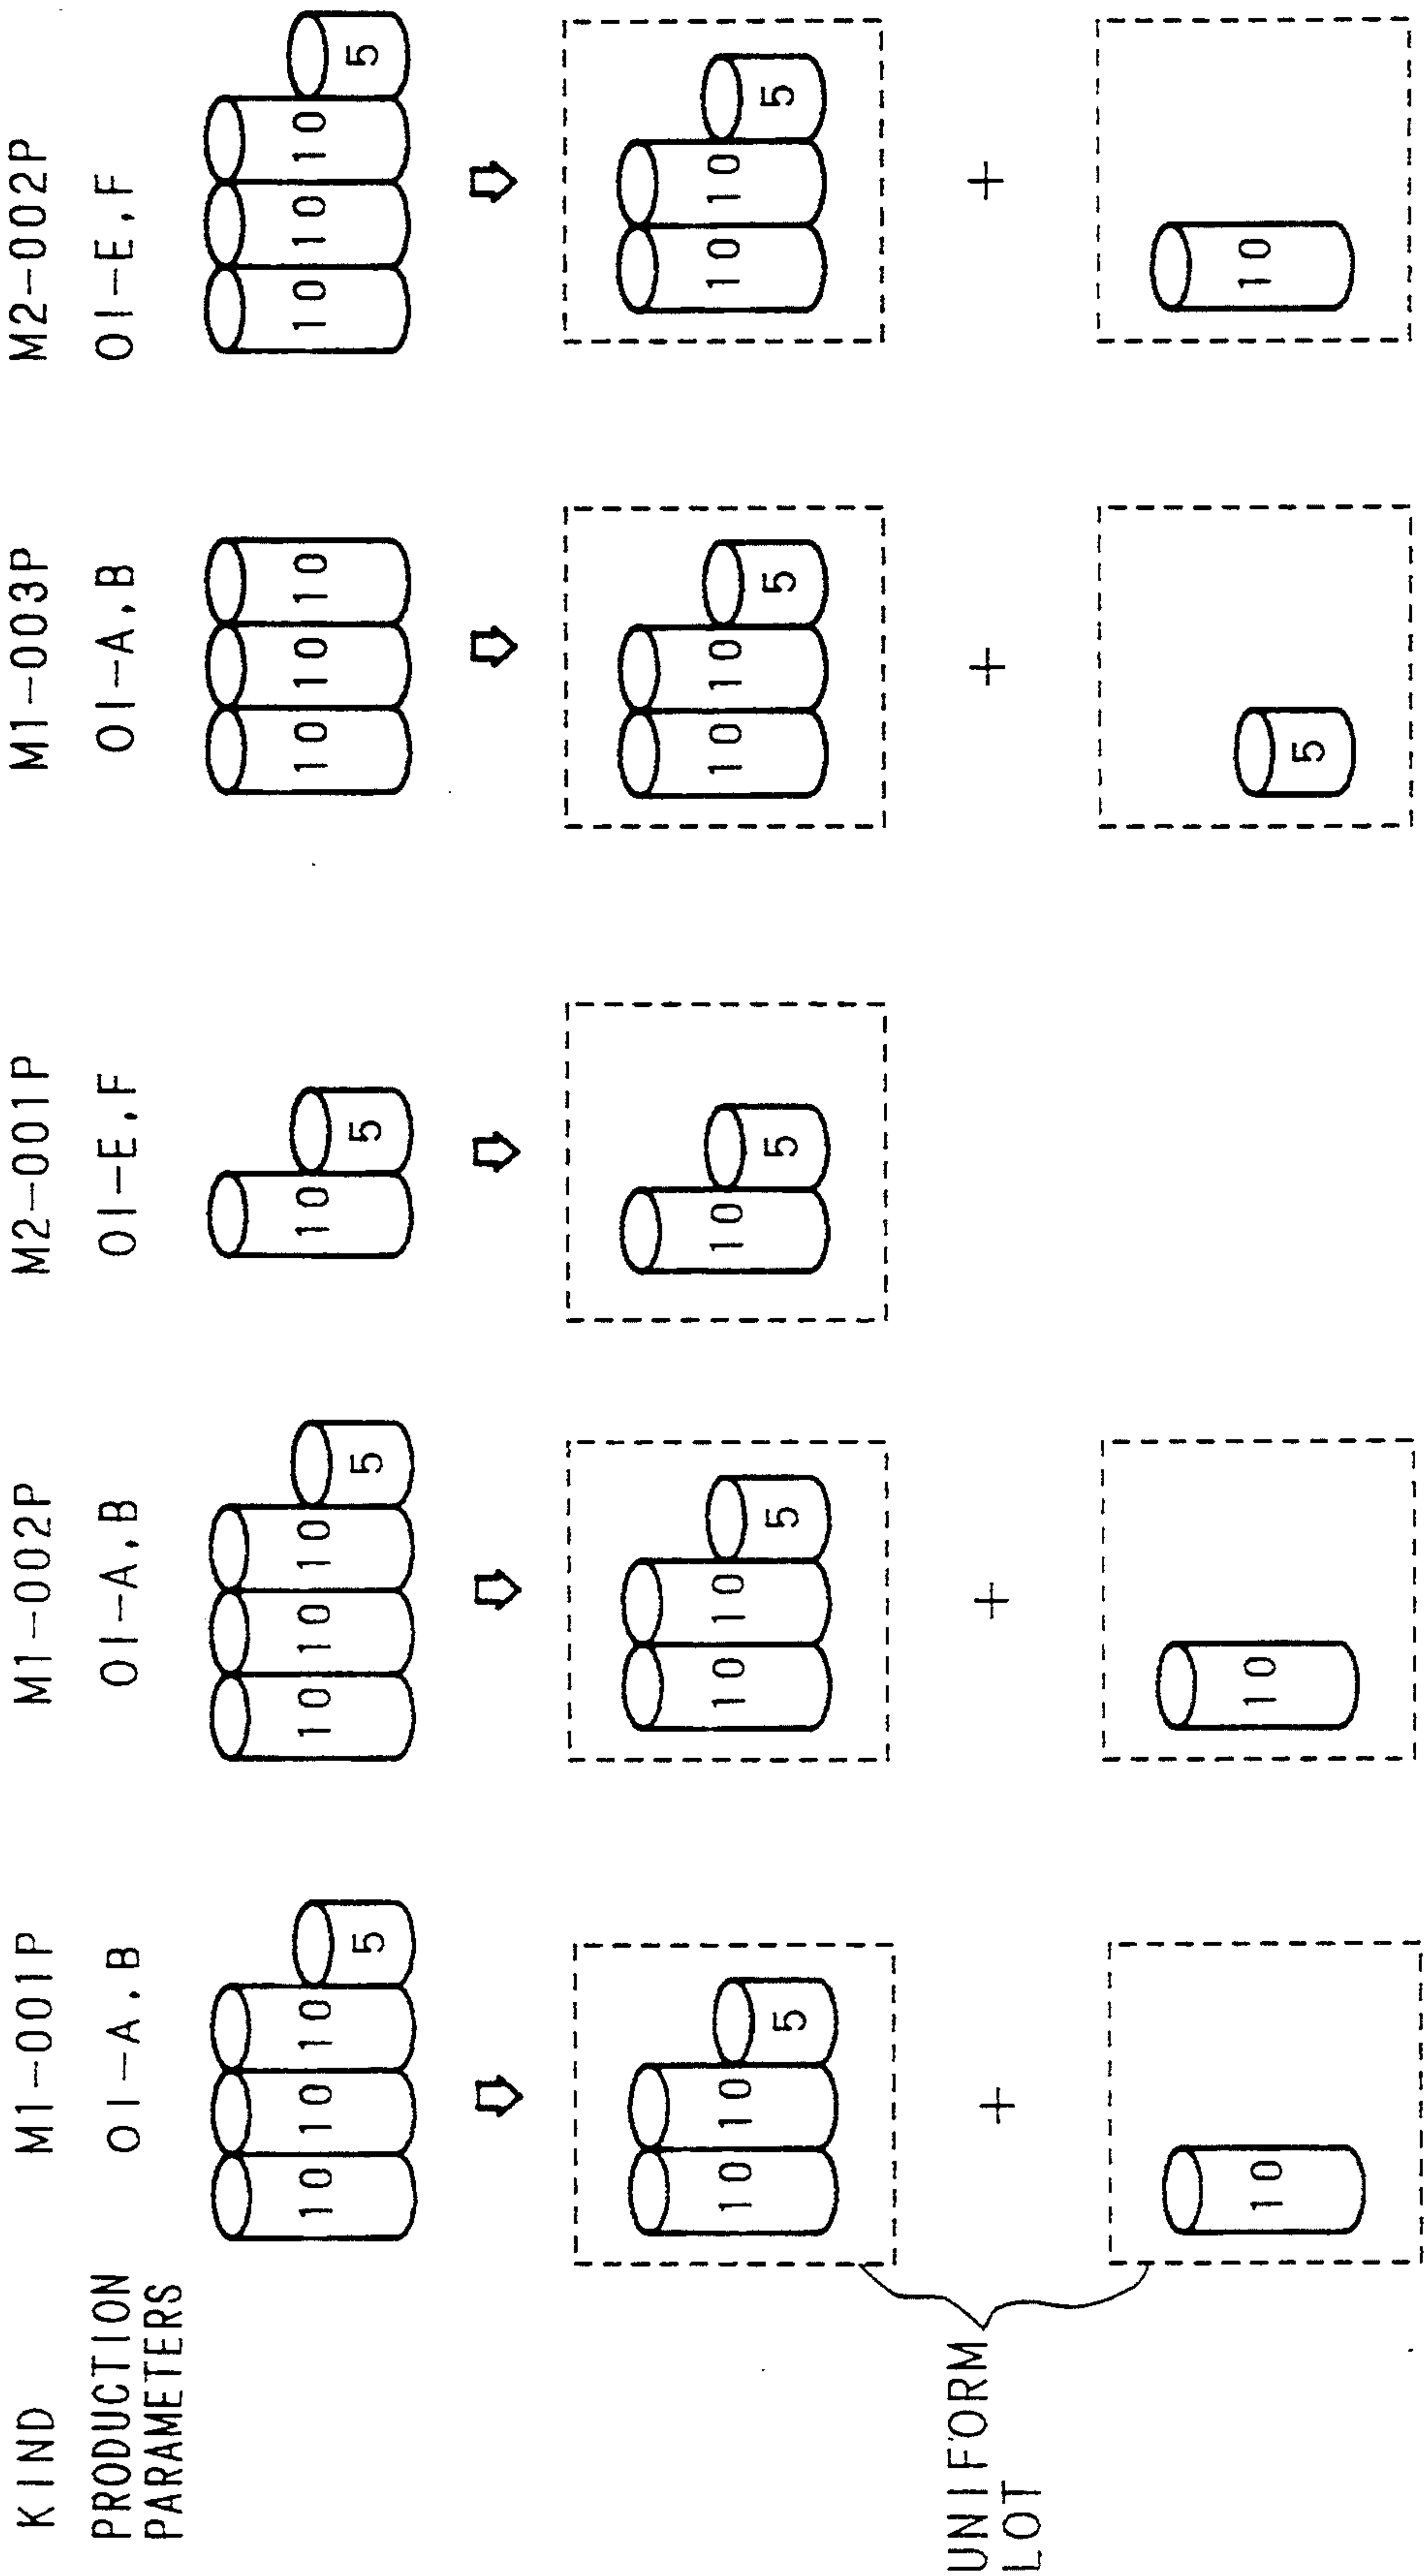 KIND M1-001P M1-002P M2-001P M1-003P M2-002P
PRODUCTION
PARAMETERS
OI-A,B OI-A,B OI-E,F OI-A,B OI-E,F
10 10 10 5 10 10 10 5 10 5 10 10 10 10 10 10 5
10 10 5 10 10 5 10 5 10 10 5 10 10 5
UNIFORM
LOT
+ + + +
10 10 5 10